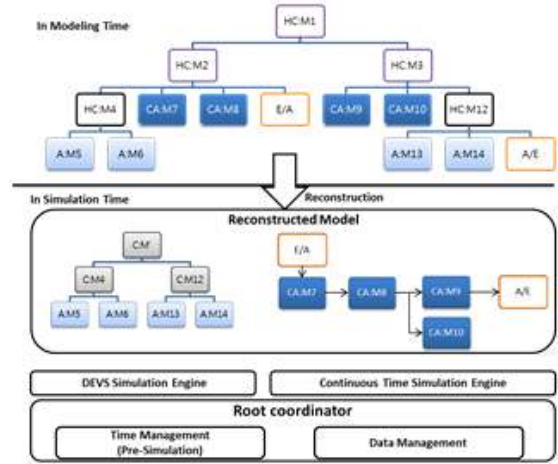 In Modeling Time
HC:M1
HC:M2
HC:M3
HC:M4
CA:M7
CA:M8
E/A
CA:M9
CA:M10
HC:M12
A:M5
A:M6
A:M13
A:M14
A/E
In Simulation Time
Reconstruction
Reconstructed Model
C:M'
C:M4
C:M12
A:M5
A:M6
A:M13
A:M14
E/A
CA:M7
CA:M8
CA:M9
A/E
CA:M10
DEVS Simulation Engine
Continuous Time Simulation Engine
Root coordinator
Time Management
(Pre-Simulation)
Data Management